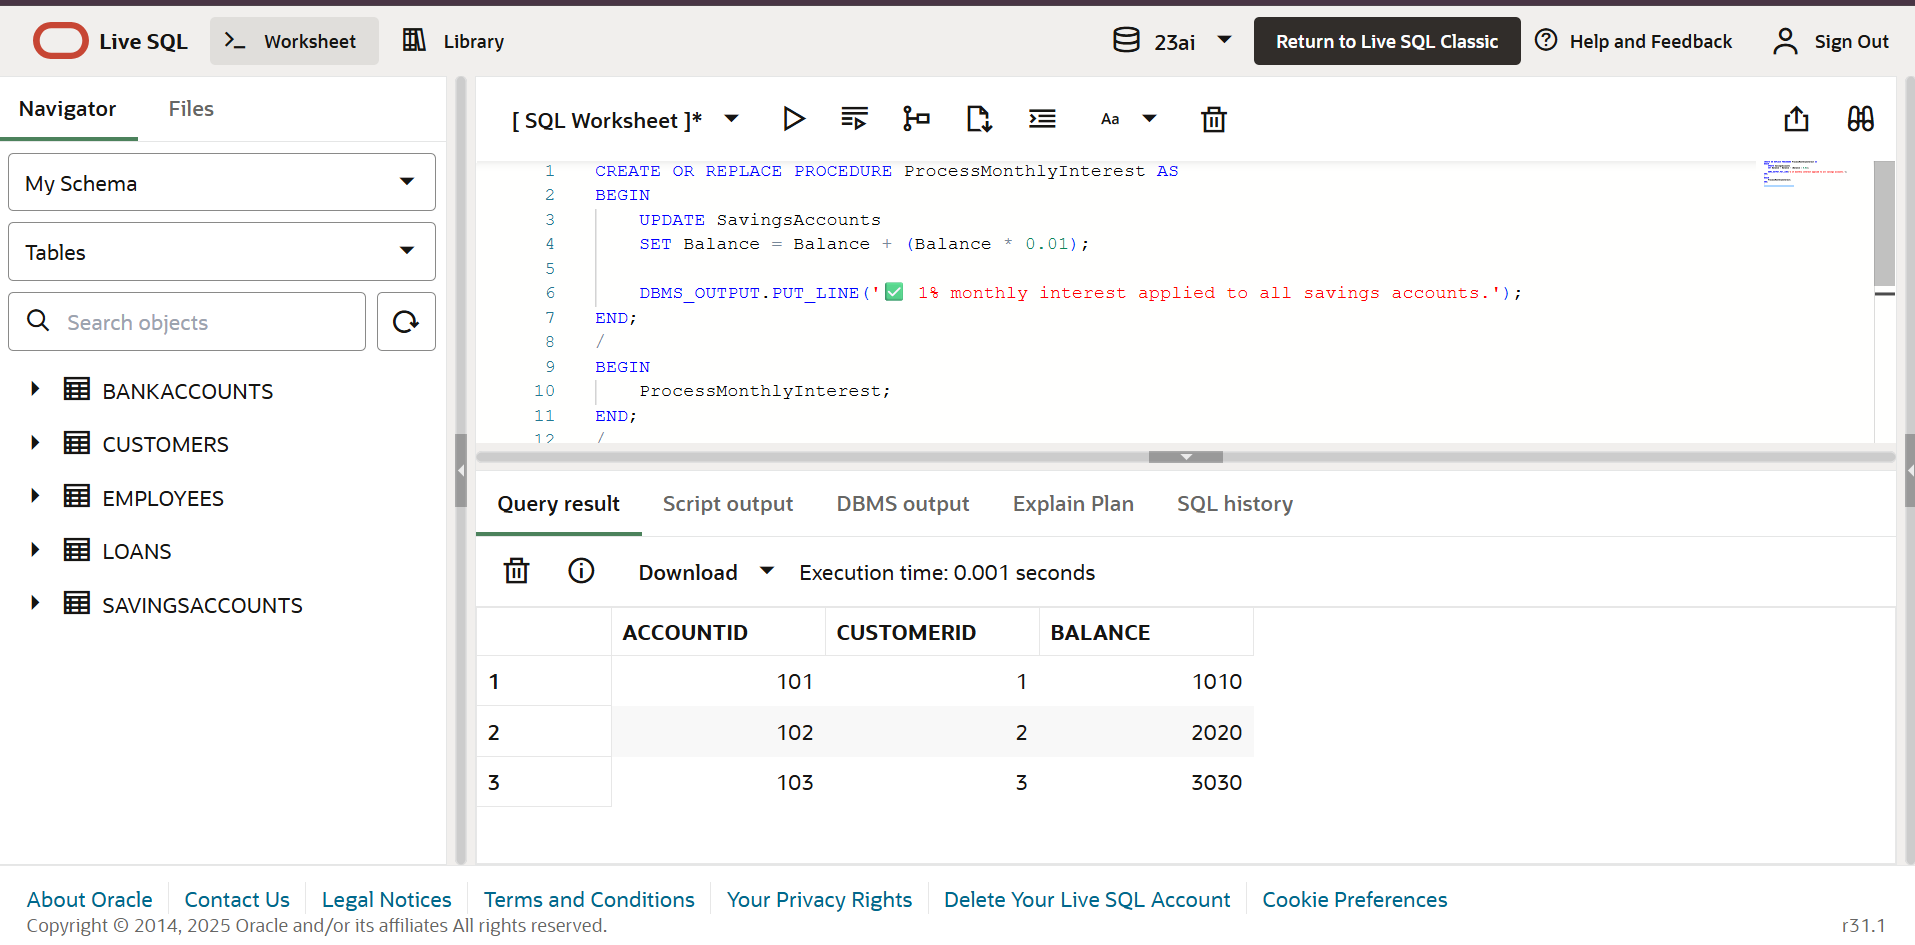 Live SQL
Worksheet
Library
23ai
Return to Live SQL Classic
Help and Feedback
Sign Out
Navigator
Files
My Schema
Tables
Search objects
BANKACCOUNTS
CUSTOMERS
EMPLOYEES
LOANS
SAVINGSACCOUNTS
[ SQL Worksheet ]*
Aa
1 CREATE OR REPLACE PROCEDURE ProcessMonthlyInterest AS
2 BEGIN
3 UPDATE SavingsAccounts
4 SET Balance = Balance + (Balance * 0.01);
5
6 DBMS_OUTPUT.PUT_LINE('✅ 1% monthly interest applied to all savings accounts.');
7 END;
8 /
9 BEGIN
10 ProcessMonthlyInterest;
11 END;
12 /
Query result
Script output
DBMS output
Explain Plan
SQL history
Download
Execution time: 0.001 seconds
ACCOUNTID CUSTOMERID BALANCE
1 101 1 1010
2 102 2 2020
3 103 3 3030
About Oracle
Contact Us
Legal Notices
Terms and Conditions
Your Privacy Rights
Delete Your Live SQL Account
Cookie Preferences
Copyright © 2014, 2025 Oracle and/or its affiliates All rights reserved.
r31.1